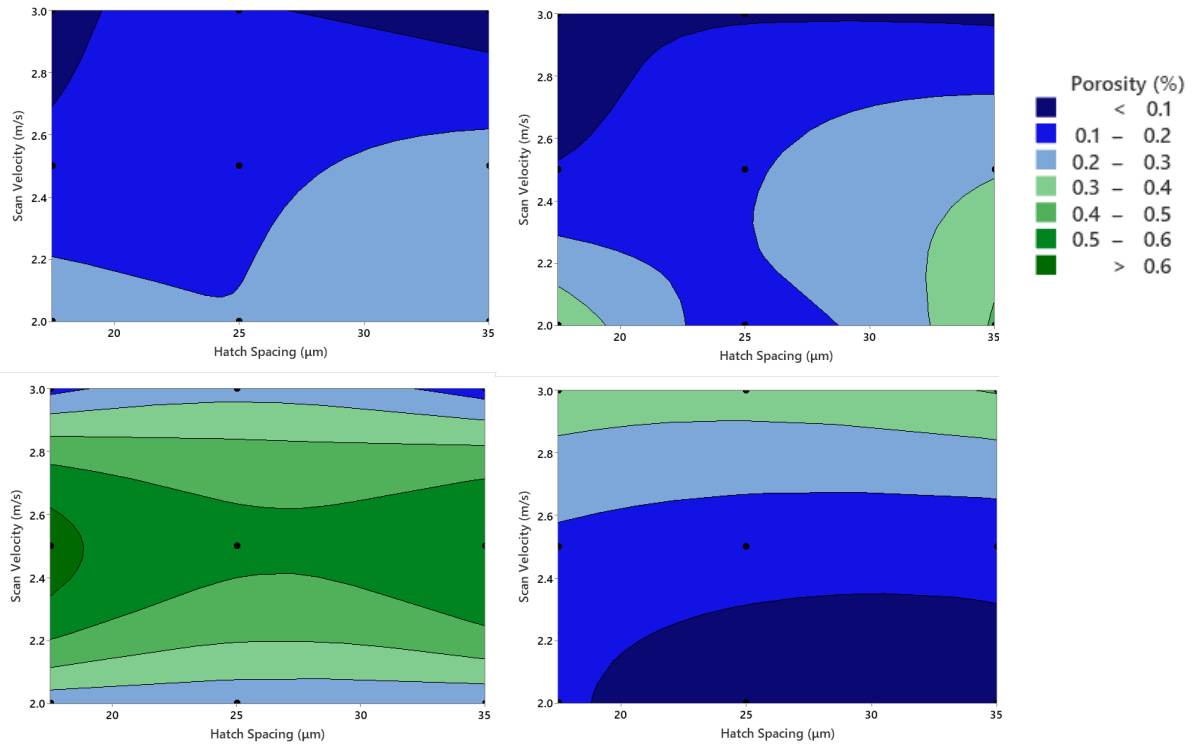 3.0
2.8
2.6
2.4
2.2
2.0
Scan Velocity (m/s)
20 25 30 35
Hatch Spacing (µm)
3.0
2.8
2.6
2.4
2.2
2.0
Scan Velocity (m/s)
20 25 30 35
Hatch Spacing (µm)
Porosity (%)
< 0.1
0.1 – 0.2
0.2 – 0.3
0.3 – 0.4
0.4 – 0.5
0.5 – 0.6
> 0.6
3.0
2.8
2.6
2.4
2.2
2.0
Scan Velocity (m/s)
20 25 30 35
Hatch Spacing (µm)
3.0
2.8
2.6
2.4
2.2
2.0
Scan Velocity (m/s)
20 25 30 35
Hatch Spacing (µm)